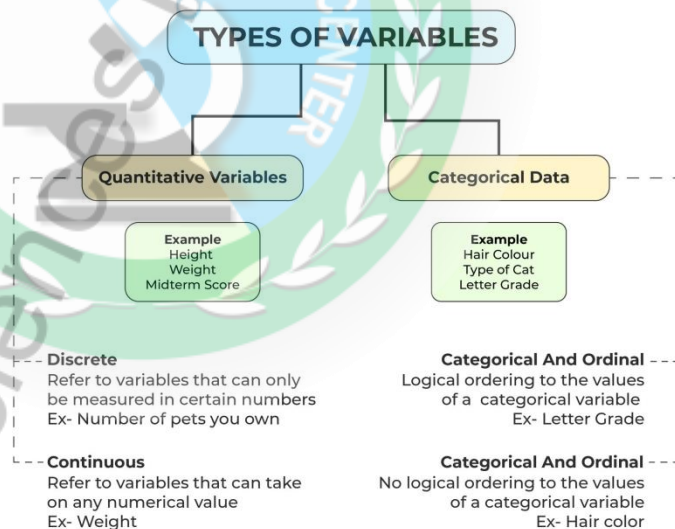 TYPES OF VARIABLES
Quantitative Variables
Categorical Data
Example
Height
Weight
Midterm Score
Example
Hair Colour
Type of Cat
Letter Grade
Discrete
Refer to variables that can only
be measured in certain numbers
Ex- Number of pets you own
Categorical And Ordinal
Logical ordering to the values
of a categorical variable
Ex- Letter Grade
Continuous
Refer to variables that can take
on any numerical value
Ex- Weight
Categorical And Ordinal
No logical ordering to the values
of a categorical variable
Ex- Hair color
CENTER